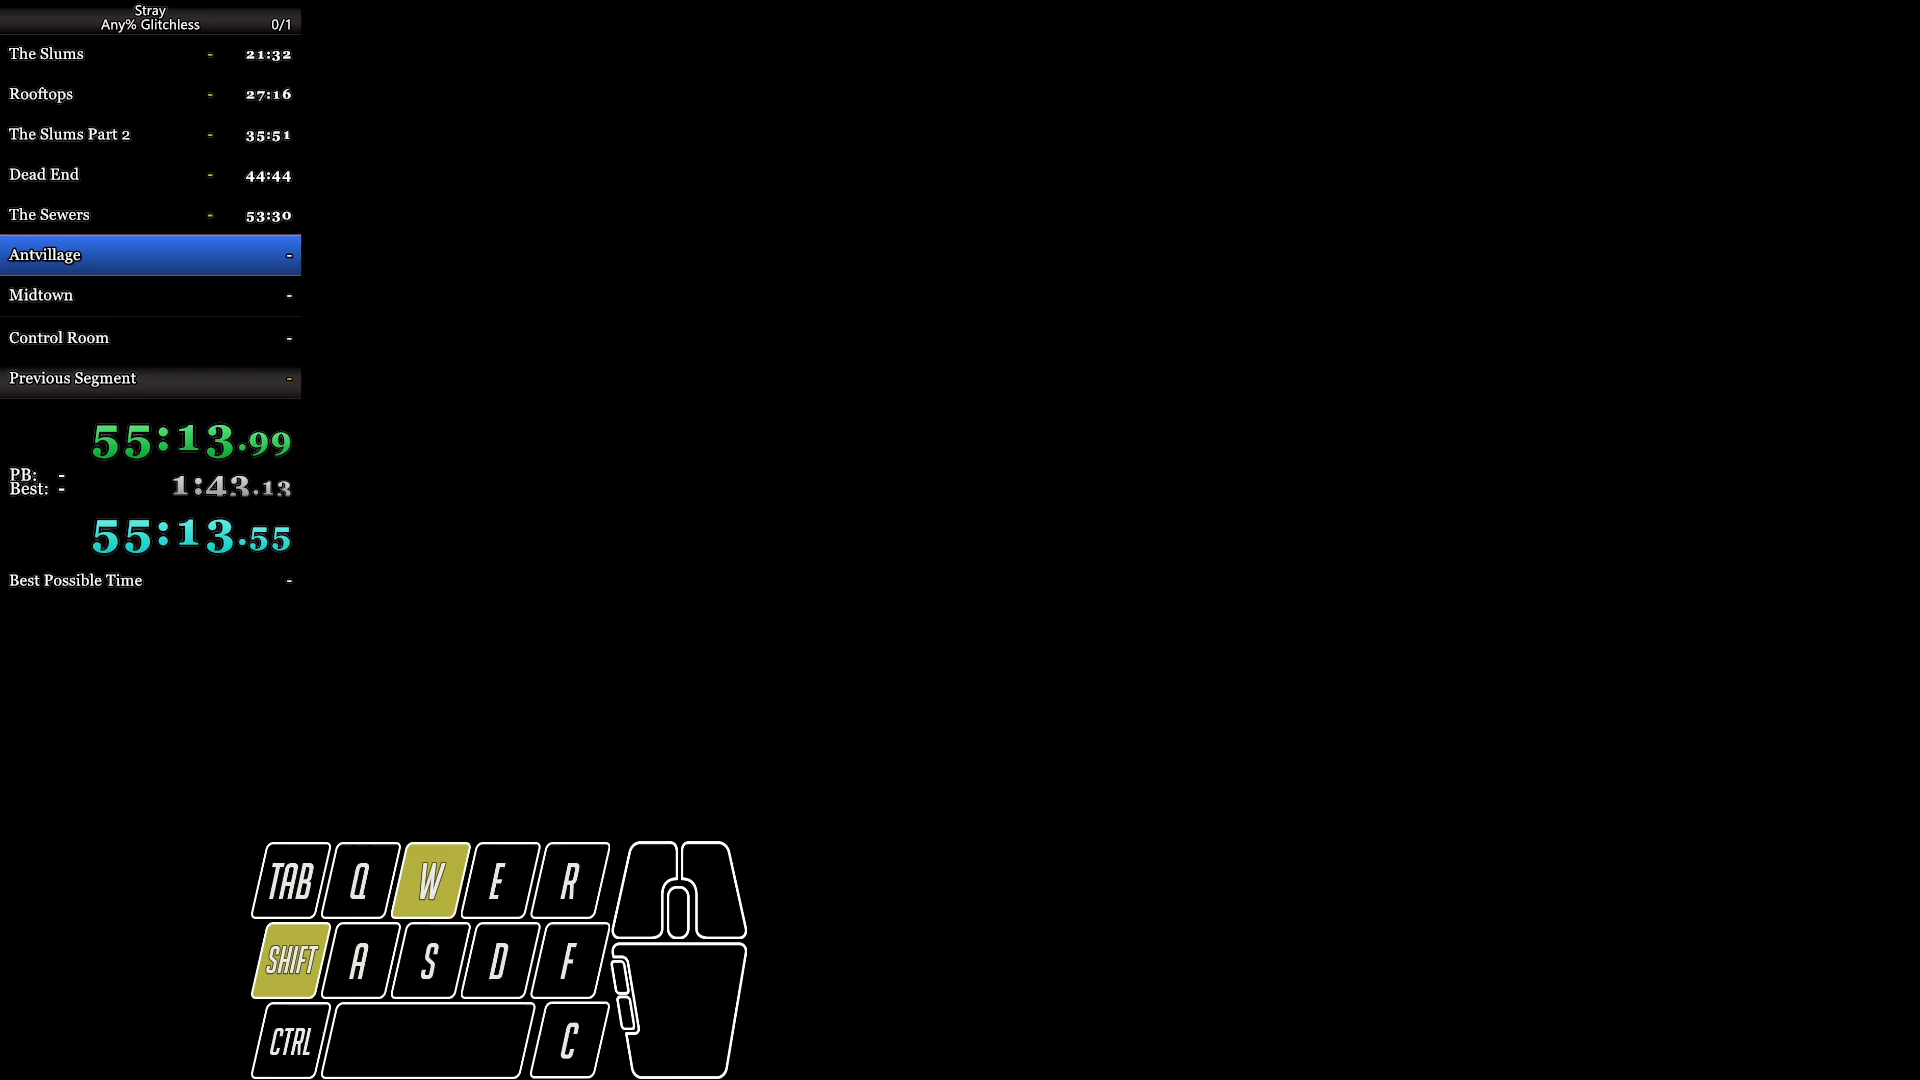 Stray
Any% Glitchless 0/1
The Slums - 21:32
Rooftops - 27:16
The Slums Part 2 - 35:51
Dead End - 44:44
The Sewers - 53:30
Antvillage -
Midtown -
Control Room -
Previous Segment -
55:13.99
PB: -
Best: - 1:43.13
55:13.55
Best Possible Time -
TAB Q W E R
SHIFT A S D F
CTRL C